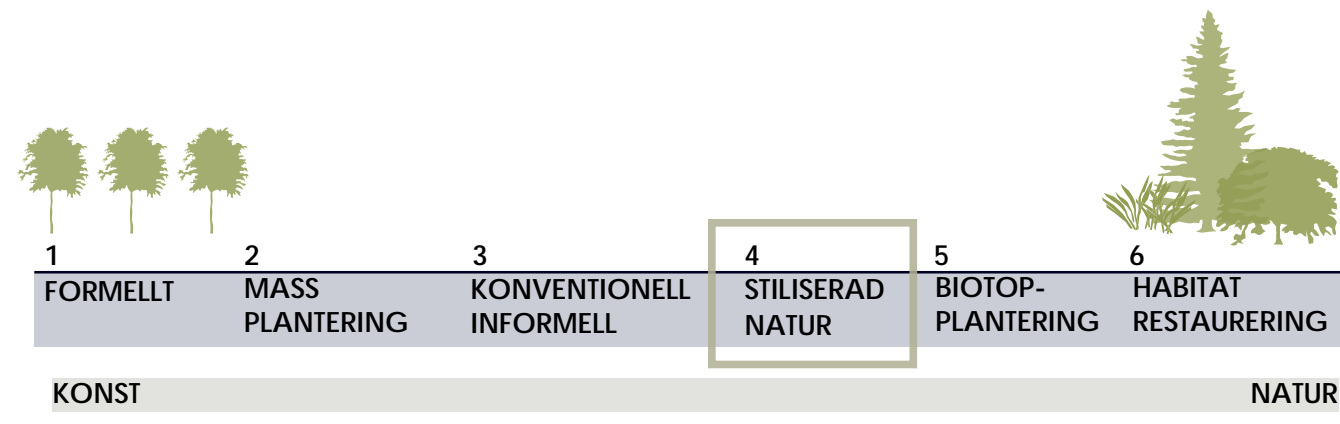 1
FORMELLT
2
MASS
PLANTERING
3
KONVENTIONELL
INFORMELL
4
STILISERAD
NATUR
5
BIOTOP-
PLANTERING
6
HABITAT
RESTAURERING
KONST
NATUR